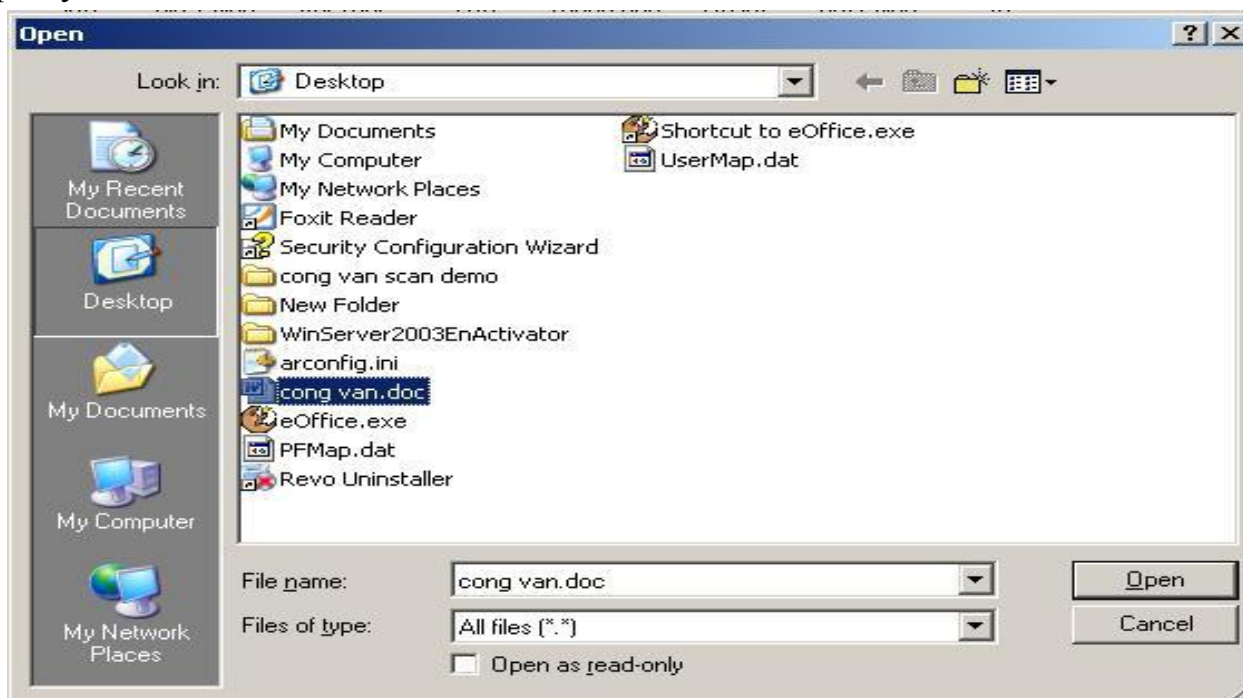 Open
Look in:
Desktop
My Recent
Documents
Desktop
My Documents
My Computer
My Network
Places
My Documents
My Computer
My Network Places
Foxit Reader
Security Configuration Wizard
cong van scan demo
New Folder
WinServer2003EnActivator
arconfig.ini
cong van.doc
eOffice.exe
PFMap.dat
Revo Uninstaller
Shortcut to eOffice.exe
UserMap.dat
File name:
cong van.doc
Open
Files of type:
All files (*.*)
Cancel
Open as read-only